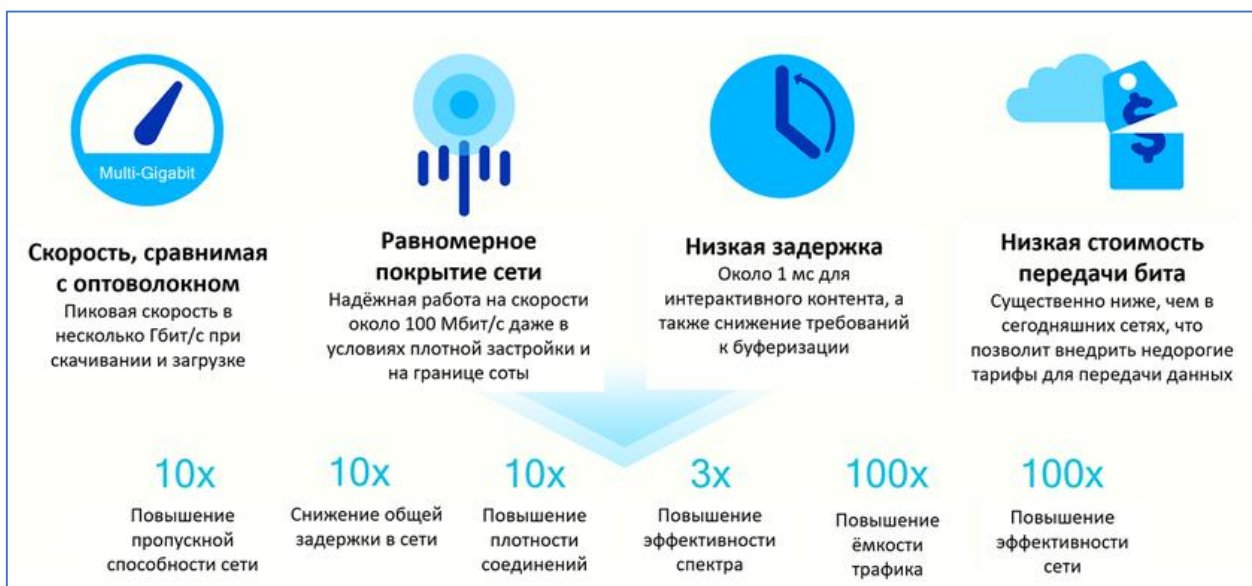 Multi-Gigabit
Скорость, сравнимая
с оптоволокном
Пиковая скорость в
несколько Гбит/с при
скачивании и загрузке
Равномерное
покрытие сети
Надёжная работа на скорости
около 100 Мбит/с даже в
условиях плотной застройки и
на границе соты
Низкая задержка
Около 1 мс для
интерактивного контента, а
также снижение требований
к буферизации
$
Низкая стоимость
передачи бита
Существенно ниже, чем в
сегодняшних сетях, что
позволит внедрить недорогие
тарифы для передачи данных
10x
Повышение
пропускной
способности сети
10x
Снижение общей
задержки в сети
10x
Повышение
плотности
соединений
3x
Повышение
эффективности
спектра
100x
Повышение
ёмкости
трафика
100x
Повышение
эффективности
сети